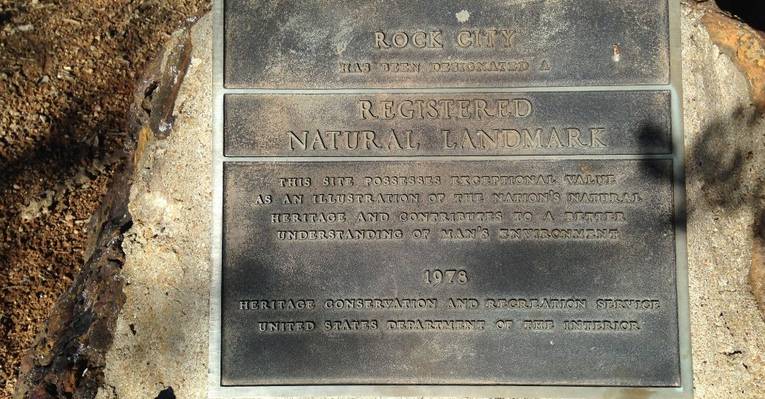 ROCK CITY
HAS BEEN DESIGNATED A
REGISTERED
NATURAL LANDMARK
THIS SITE POSSESSES EXCEPTIONAL VALUE
AS AN ILLUSTRATION OF THE NATION'S NATURAL
HERITAGE AND CONTRIBUTES TO A BETTER
UNDERSTANDING OF MAN'S ENVIRONMENT
1978
HERITAGE CONSERVATION AND RECREATION SERVICE
UNITED STATES DEPARTMENT OF THE INTERIOR